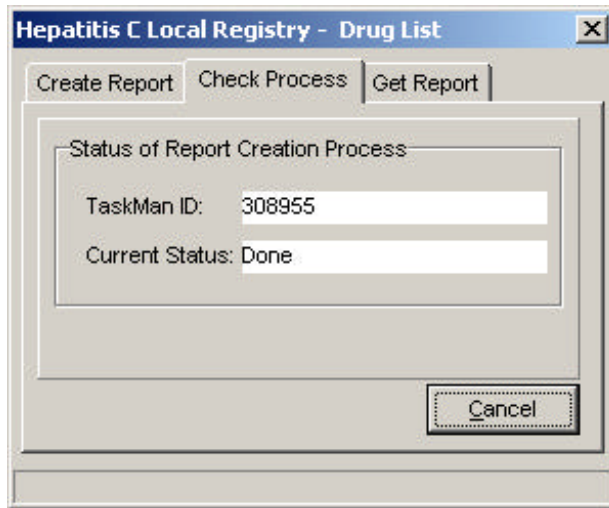 Hepatitis C Local Registry - Drug List
Create Report Check Process Get Report
Status of Report Creation Process
TaskMan ID: 308955
Current Status: Done
Cancel